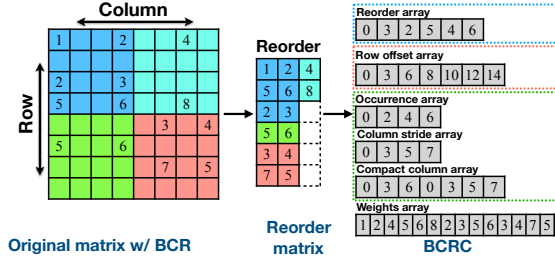 Column
Row
1 2 4
2 3
5 6 8
3 4
5 6
7 5
Original matrix w/ BCR
Reorder
1 2 4
5 6 8
2 3
5 6
3 4
7 5
Reorder
matrix
Reorder array
0 3 2 5 4 6
Row offset array
0 3 6 8 10 12 14
Occurrence array
0 2 4 6
Column stride array
0 3 5 7
Compact column array
0 3 6 0 3 5 7
Weights array
1 2 4 5 6 8 2 3 5 6 3 4 7 5
BCRC